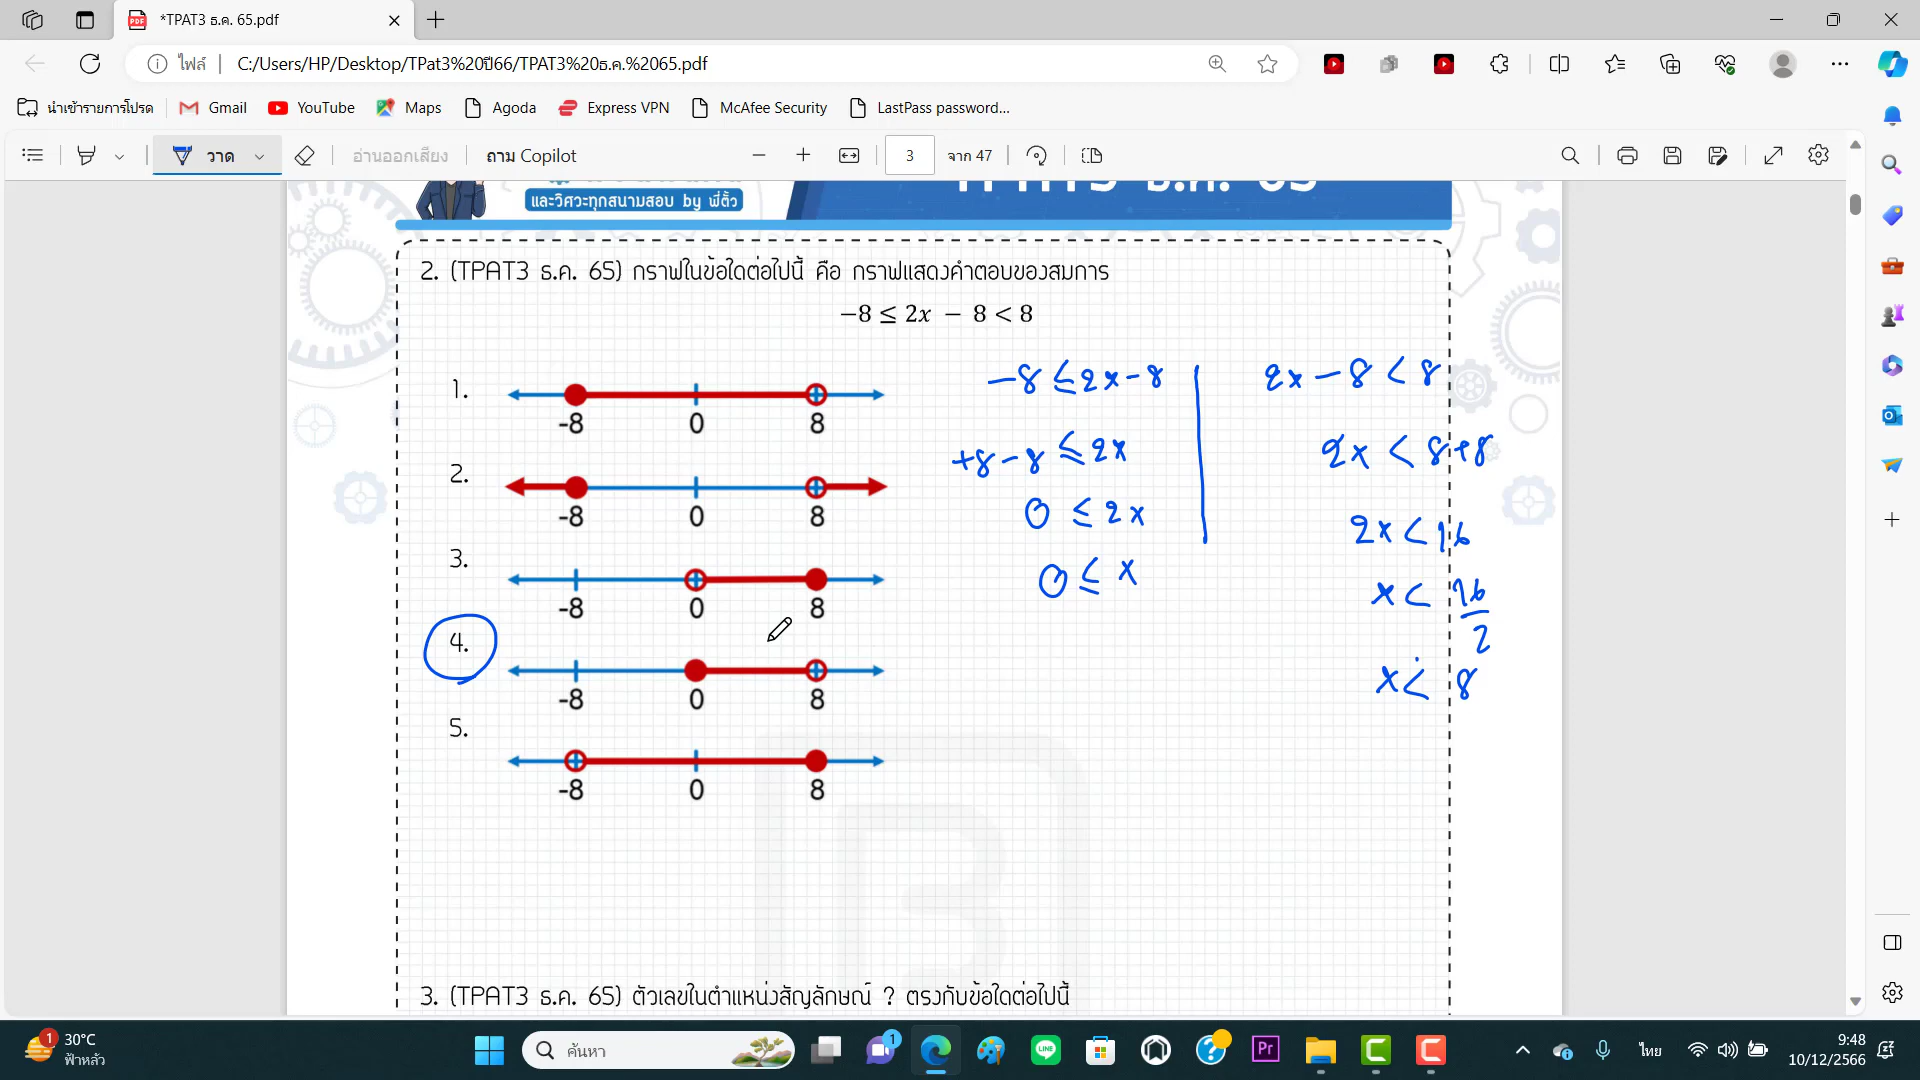 *TPAT3 ธ.ค. 65.pdf
ไฟล์
C:/Users/HP/Desktop/TPat3%20ปี66/TPAT3%20ธ.ค.%2065.pdf
นำเข้ารายการโปรด
Gmail
YouTube
Maps
Agoda
Express VPN
McAfee Security
LastPass password...
วาด
อ่านออกเสียง
ถาม Copilot
3
จาก 47
TPAT3 ธ.ค. 65
และวิศวะทุกสนามสอบ by พี่ติ้ว
2. (TPAT3 ธ.ค. 65) กราฟในข้อใดต่อไปนี้ คือ กราฟแสดงคำตอบของสมการ
−8 ≤ 2x − 8 < 8
1.
-8 0 8
2.
-8 0 8
3.
-8 0 8
4.
-8 0 8
5.
-8 0 8
-8 ≤ 2x-8
+8-8 ≤ 2x
0 ≤ 2x
0 ≤ x
2x - 8 < 8
2x < 8+8
2x < 16
x < 16
2
x < 8
3. (TPAT3 ธ.ค. 65) ตัวเลขในตำแหน่งสัญลักษณ์ ? ตรงกับข้อใดต่อไปนี้
1
30°C
ฟ้าหลัว
ค้นหา
1
LINE
Pr
ไทย
9:48
10/12/2566